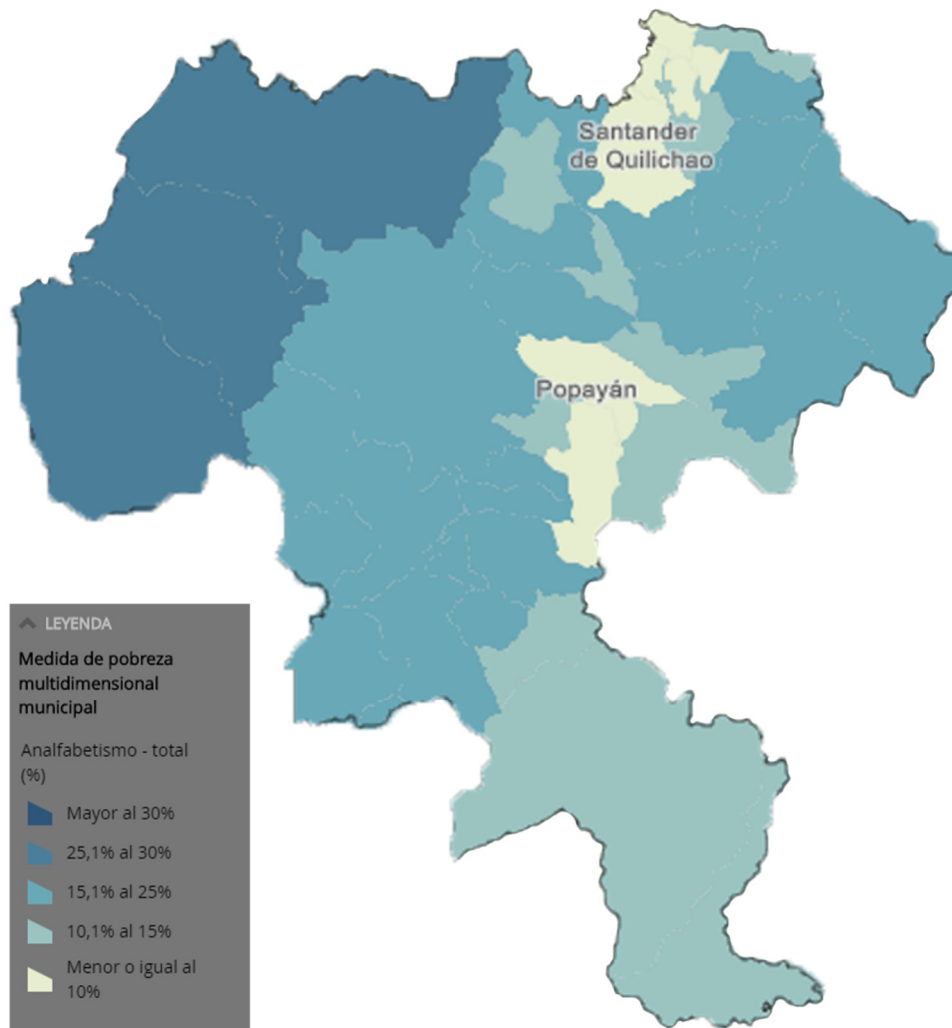 Santander
de Quilichao
Popayán
LEYENDA
Medida de pobreza
multidimensional
municipal
Analfabetismo - total
(%)
Mayor al 30%
25,1% al 30%
15,1% al 25%
10,1% al 15%
Menor o igual al
10%